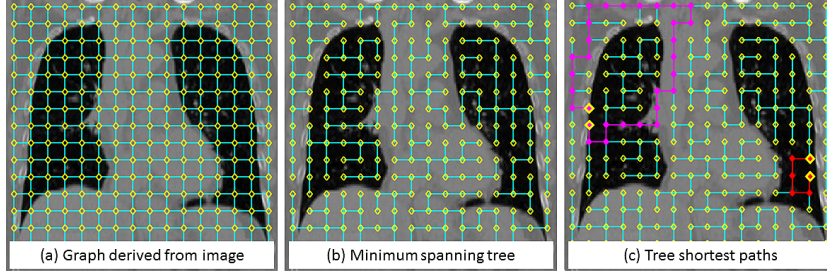 (a) Graph derived from image
(b) Minimum spanning tree
(c) Tree shortest paths